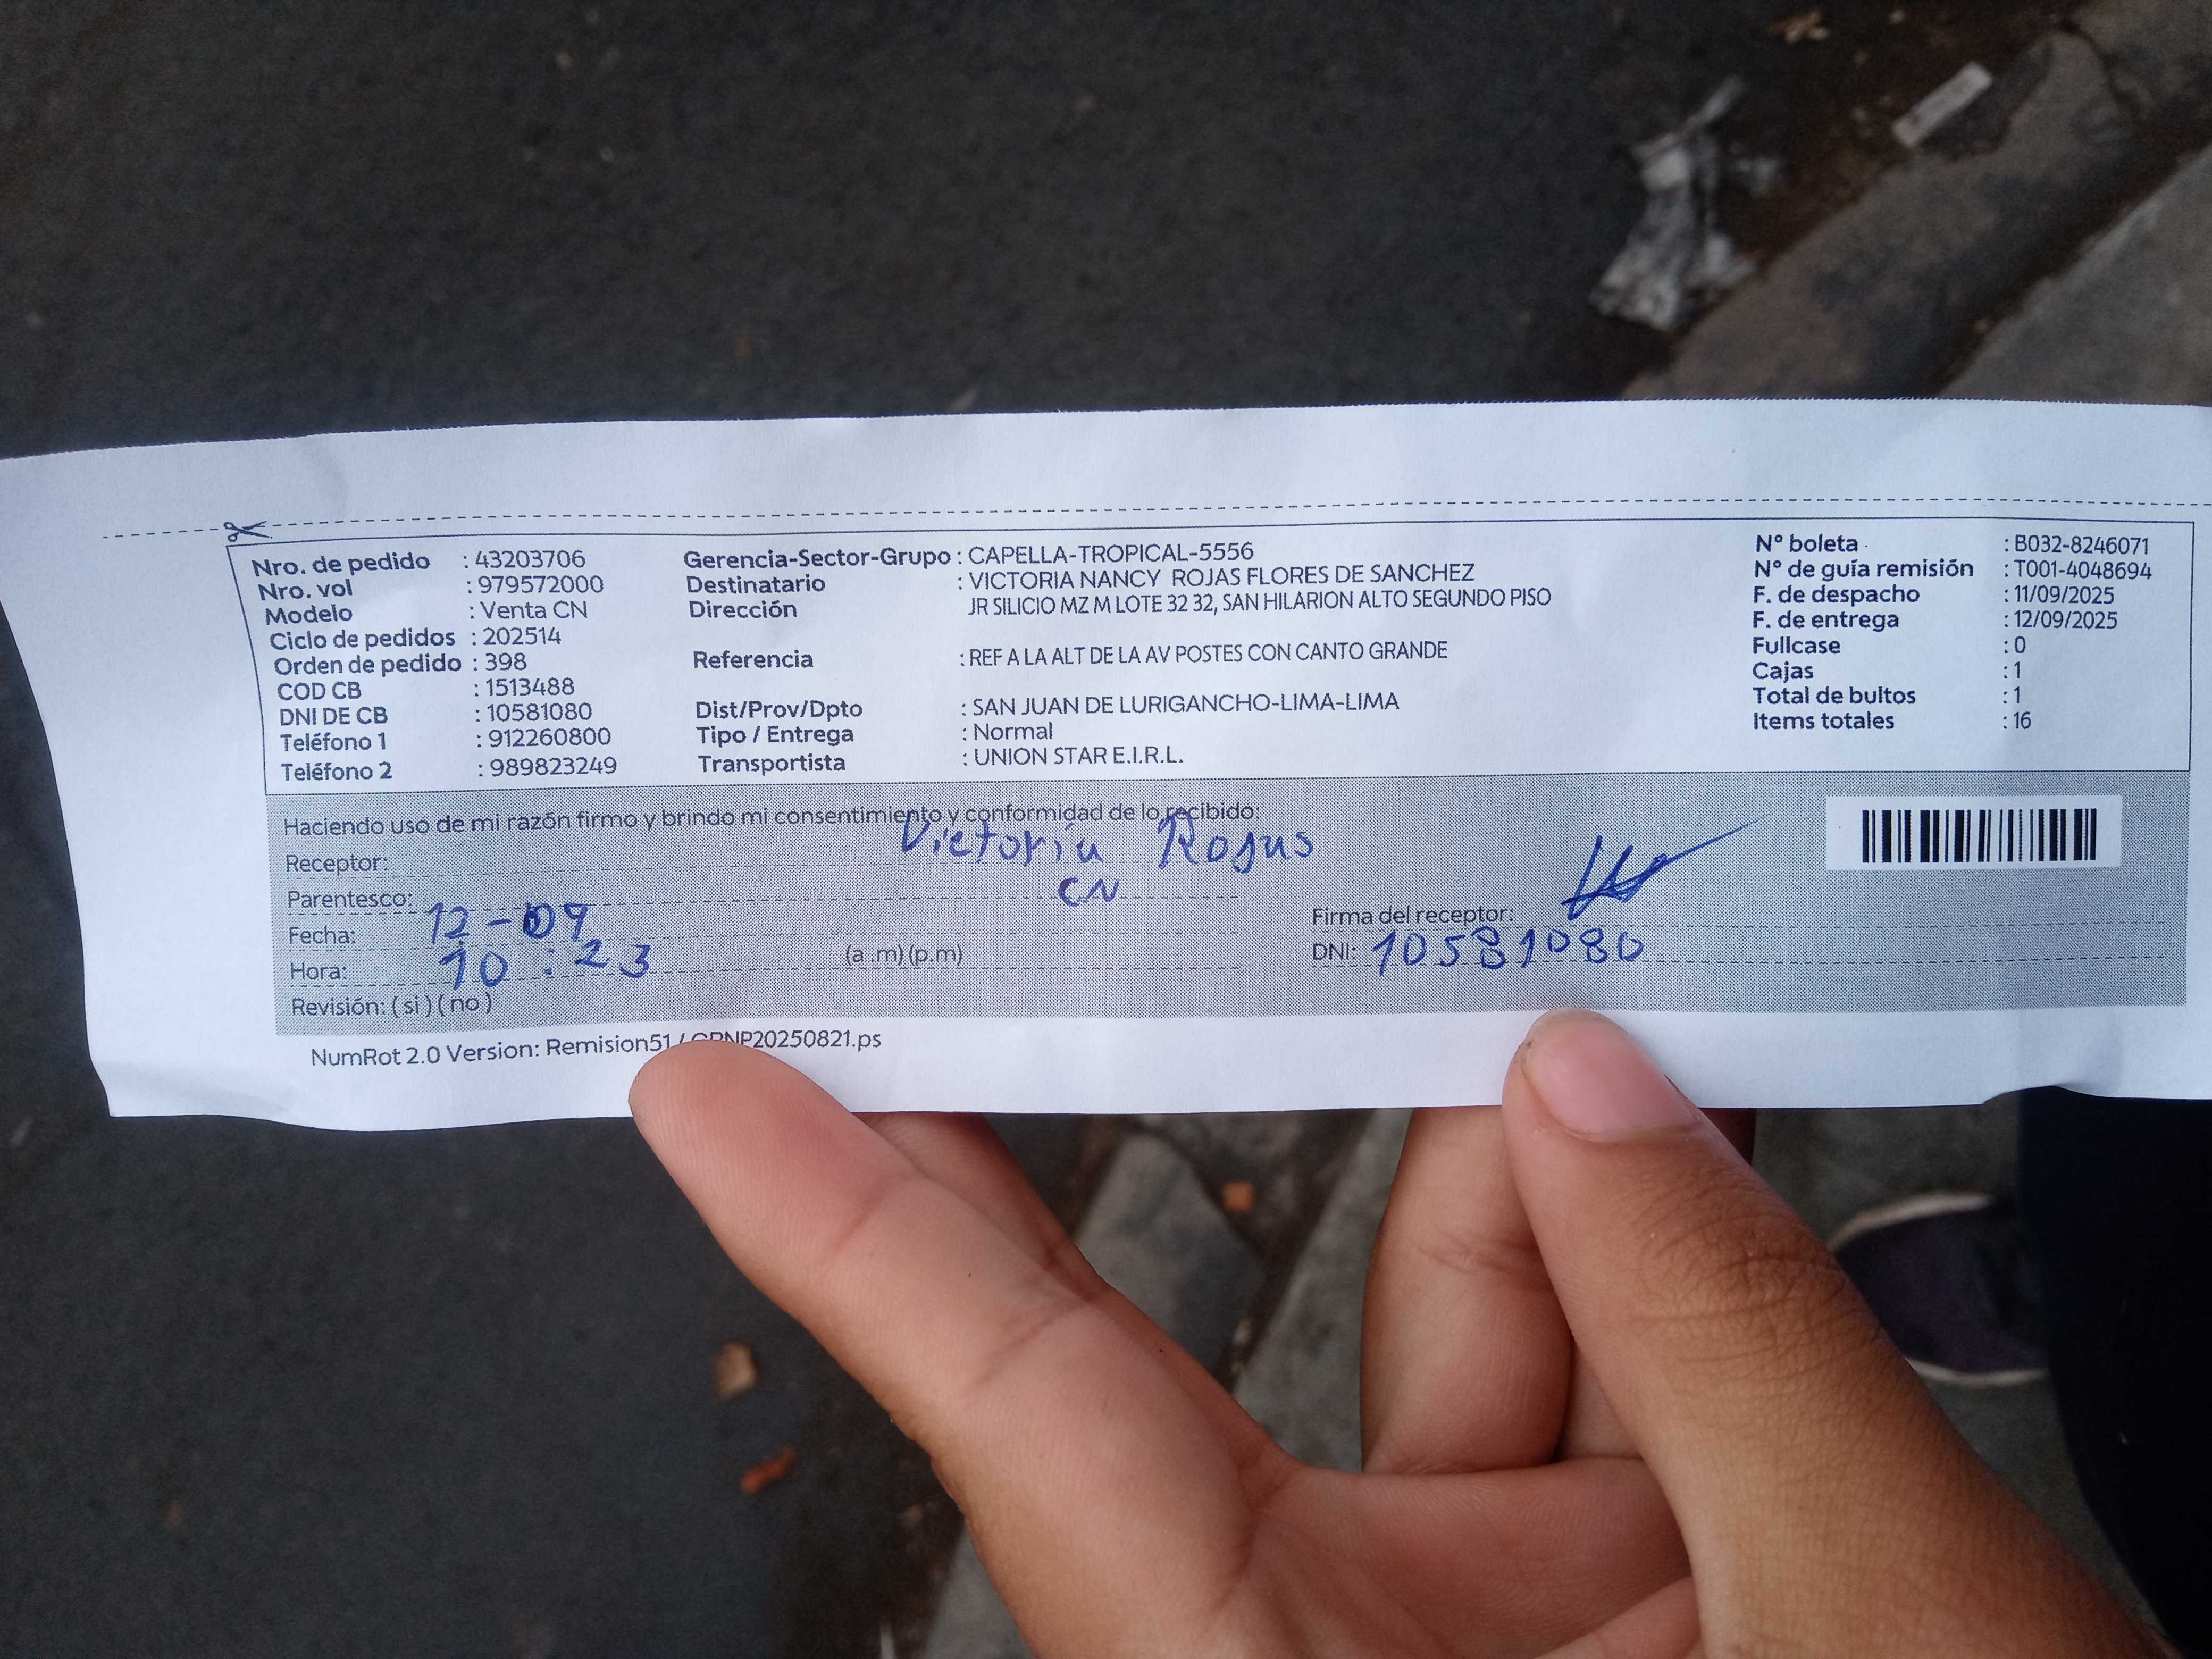 Nro. de pedido : 43203706
Nro. vol : 979572000
Modelo : Venta CN
Ciclo de pedidos : 202514
Orden de pedido : 398
COD CB : 1513488
DNI DE CB : 10581080
Teléfono 1 : 912260800
Teléfono 2 : 989823249
Gerencia-Sector-Grupo : CAPELLA-TROPICAL-5556
Destinatario : VICTORIA NANCY ROJAS FLORES DE SANCHEZ
Dirección JR SILICIO MZ M LOTE 32 32, SAN HILARION ALTO SEGUNDO PISO
Referencia : REF A LA ALT DE LA AV POSTES CON CANTO GRANDE
Dist/Prov/Dpto : SAN JUAN DE LURIGANCHO-LIMA-LIMA
Tipo / Entrega : Normal
Transportista : UNION STAR E.I.R.L.
N° boleta : B032-8246071
N° de guía remisión : T001-4048694
F. de despacho : 11/09/2025
F. de entrega : 12/09/2025
Fullcase : 0
Cajas : 1
Total de bultos : 1
Items totales : 16
Haciendo uso de mi razón firmo y brindo mi consentimiento y conformidad de lo recibido:
Receptor: Victoria Rojas
Parentesco: CN
Fecha: 12-09
Hora: 10:23 (a .m) (p.m)
Revisión: ( si ) ( no )
Firma del receptor:
DNI: 10581080
NumRot 2.0 Version: Remision51 20250821.ps